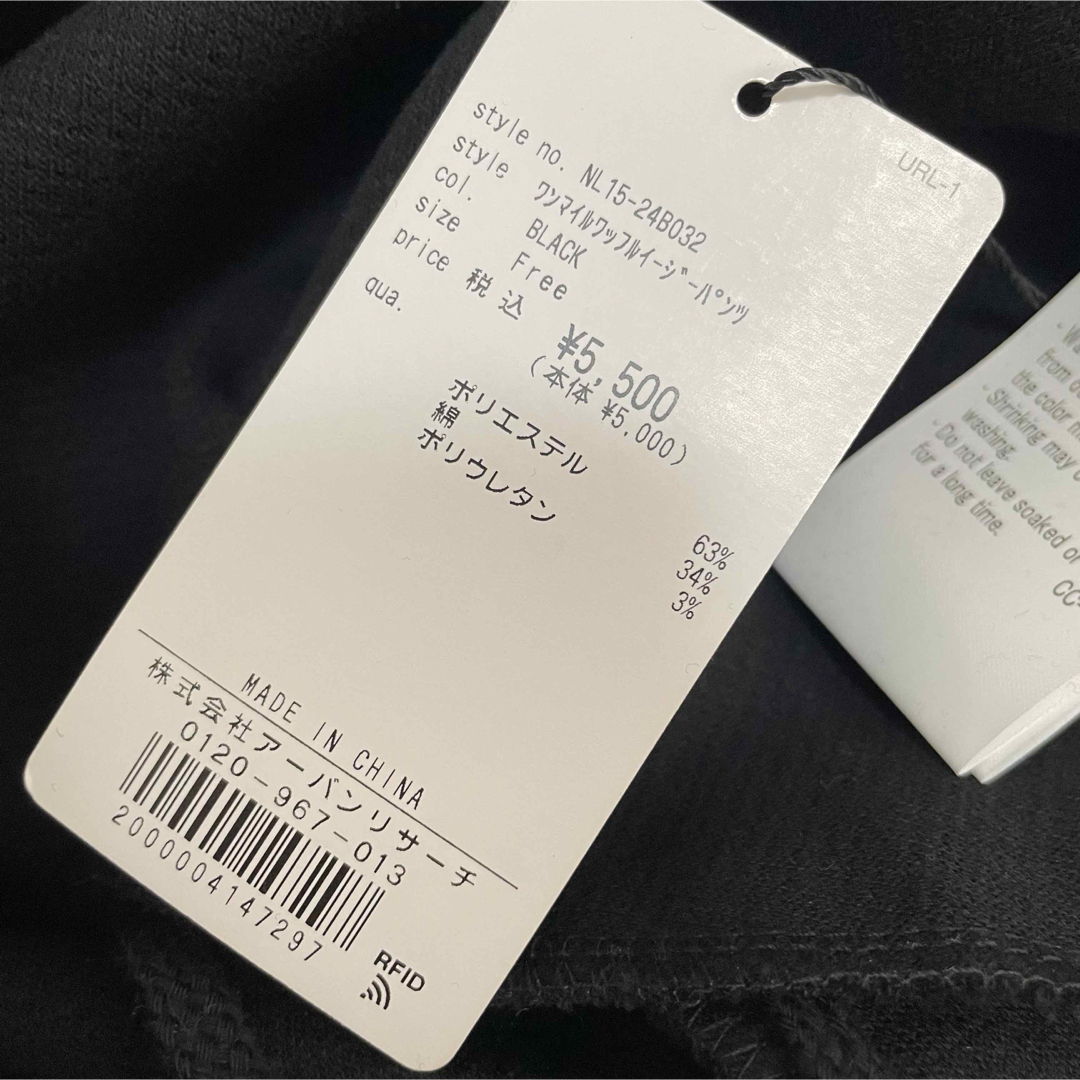 URL-1
style no. NL15-24B032
style ワンマイルワッフルイージーパンツ
col. BLACK
size Free
price 税込 ¥5,500
(本体 ¥5,000)
qua.
ポリエステル 63%
綿 34%
ポリウレタン 3%
MADE IN CHINA
株式会社アーバンリサーチ
0120-967-013
2000004147297
RFID
from
the color
· Shrinking may
washing.
· Do not leave soaked or
for a long time.
CC-